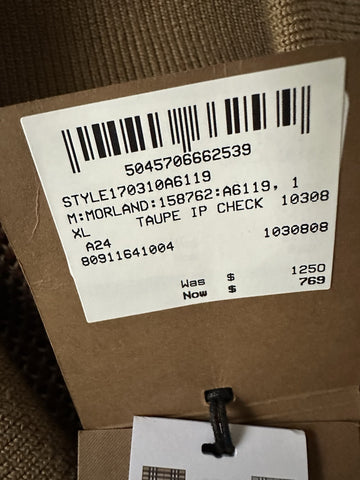 5045706662539
STYLE170310A6119
M:MORLAND:158762:A6119, 1
XL TAUPE IP CHECK 10308
A24 1030808
80911641004
Was $ 1250
Now $ 769